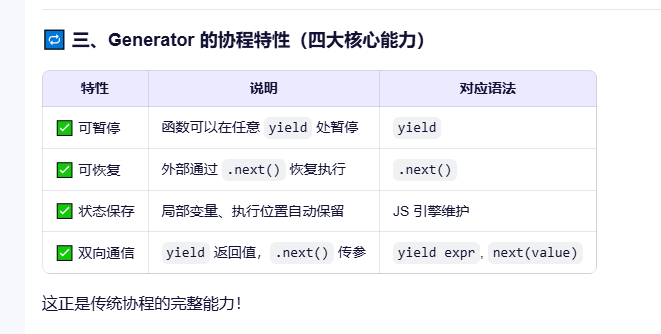 🔁 三、Generator 的协程特性（四大核心能力）
特性 说明 对应语法
✅ 可暂停 函数可以在任意 yield 处暂停 yield
✅ 可恢复 外部通过 .next() 恢复执行 .next()
✅ 状态保存 局部变量、执行位置自动保留 JS 引擎维护
✅ 双向通信 yield 返回值，.next() 传参 yield expr, next(value)
这正是传统协程的完整能力！